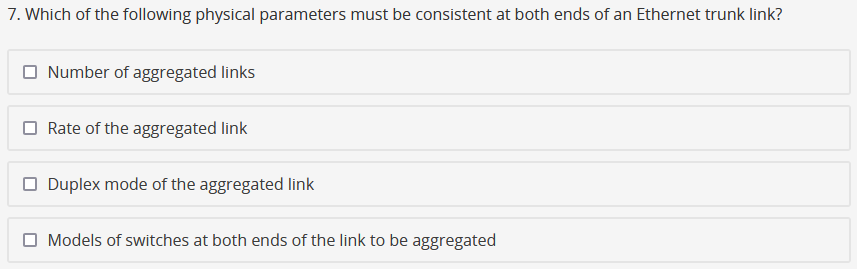 7. Which of the following physical parameters must be consistent at both ends of an Ethernet trunk link?
Number of aggregated links
Rate of the aggregated link
Duplex mode of the aggregated link
Models of switches at both ends of the link to be aggregated